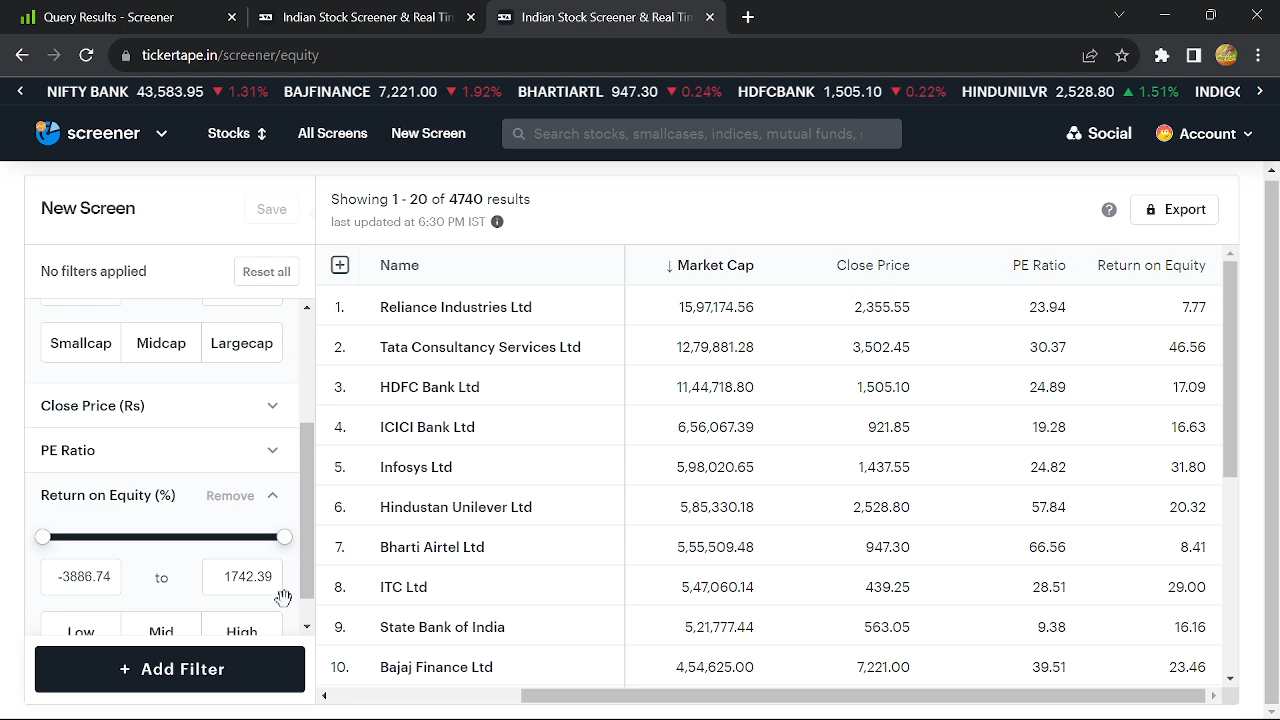 Query Results - Screener
Indian Stock Screener & Real Tin
Indian Stock Screener & Real Tin
tickertape.in/screener/equity
NIFTY BANK 43,583.95 ▼ 1.31% BAJFINANCE 7,221.00 ▼ 1.92% BHARTIARTL 947.30 ▼ 0.24% HDFCBANK 1,505.10 ▼ 0.22% HINDUNILVR 2,528.80 ▲ 1.51% INDIG
screener Stocks All Screens New Screen Search stocks, smallcases, indices, mutual funds, Social Account
New Screen Save
Showing 1 - 20 of 4740 results
last updated at 6:30 PM IST
? Export
No filters applied Reset all
Smallcap Midcap Largecap
Close Price (Rs)
PE Ratio
Return on Equity (%) Remove
-3886.74 to 1742.39
Low Mid High
+ Add Filter
Name ↓ Market Cap Close Price PE Ratio Return on Equity
1. Reliance Industries Ltd 15,97,174.56 2,355.55 23.94 7.77
2. Tata Consultancy Services Ltd 12,79,881.28 3,502.45 30.37 46.56
3. HDFC Bank Ltd 11,44,718.80 1,505.10 24.89 17.09
4. ICICI Bank Ltd 6,56,067.39 921.85 19.28 16.63
5. Infosys Ltd 5,98,020.65 1,437.55 24.82 31.80
6. Hindustan Unilever Ltd 5,85,330.18 2,528.80 57.84 20.32
7. Bharti Airtel Ltd 5,55,509.48 947.30 66.56 8.41
8. ITC Ltd 5,47,060.14 439.25 28.51 29.00
9. State Bank of India 5,21,777.44 563.05 9.38 16.16
10. Bajaj Finance Ltd 4,54,625.00 7,221.00 39.51 23.46